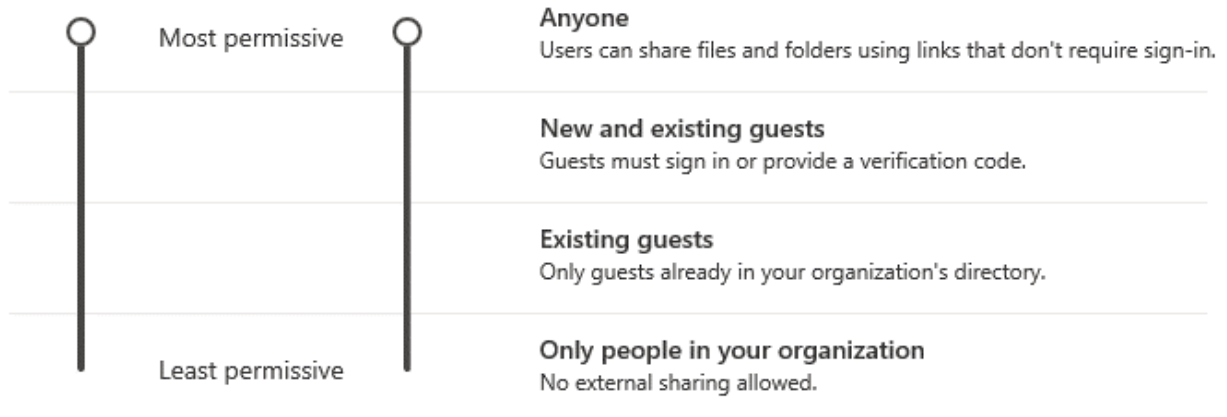 Most permissive
Anyone
Users can share files and folders using links that don't require sign-in.
New and existing guests
Guests must sign in or provide a verification code.
Existing guests
Only guests already in your organization's directory.
Least permissive
Only people in your organization
No external sharing allowed.